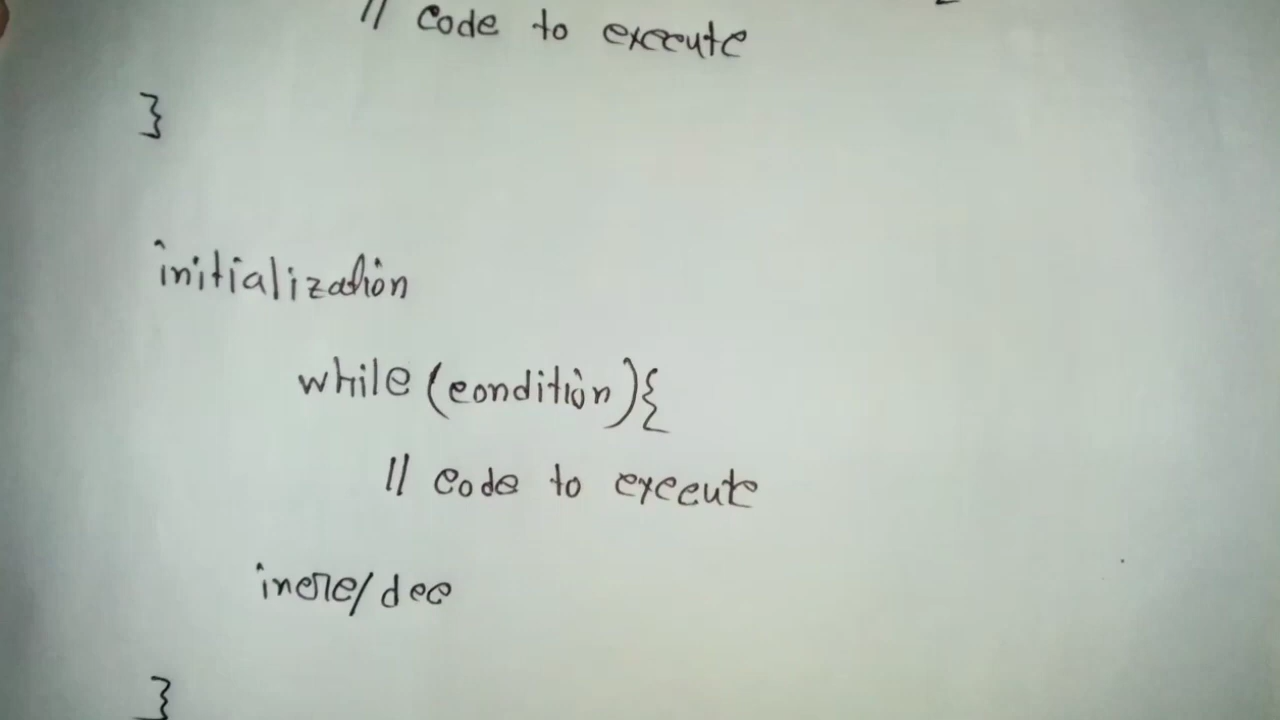 // code to execute
}
initialization
while (condition){
// code to execute
incre/dec
}